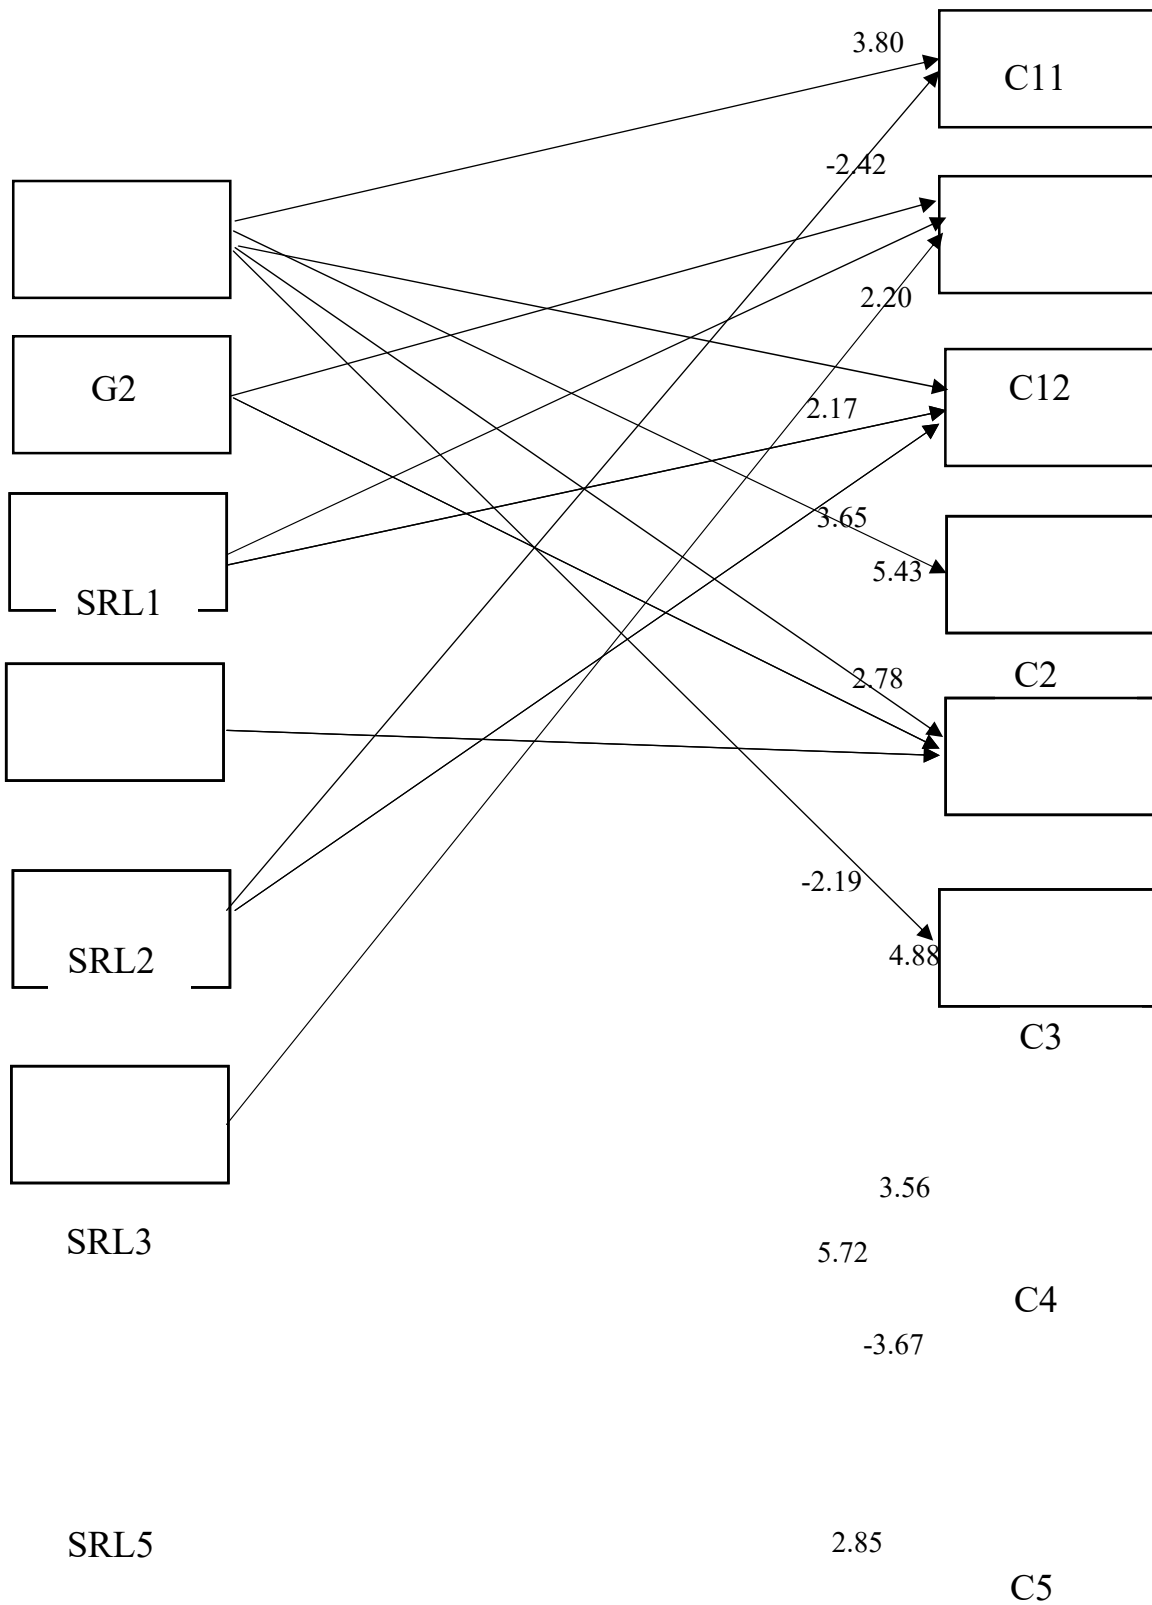 3.80
C11
-2.42
2.20
G2
C12
2.17
3.65
5.43
SRL1
C2
2.78
-2.19
4.88
SRL2
C3
3.56
SRL3
5.72
C4
-3.67
SRL5
2.85
C5